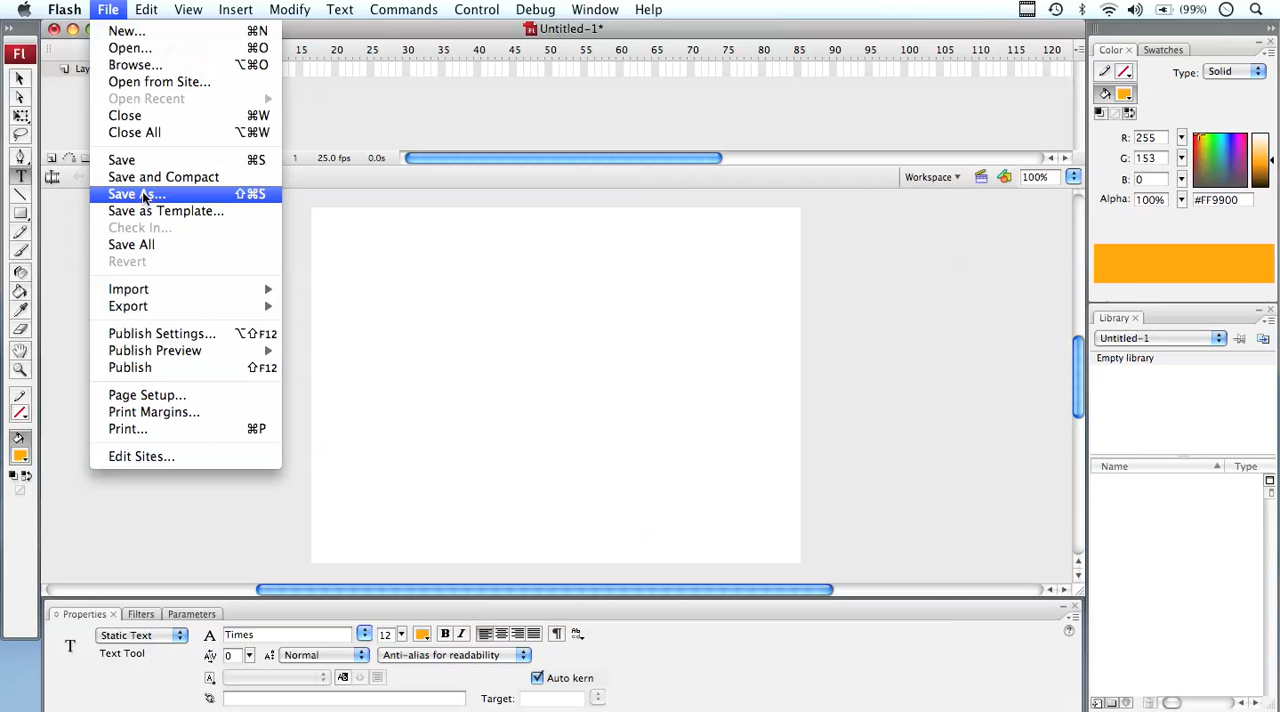 Flash File Edit View Insert Modify Text Commands Control Debug Window Help (99%)
Untitled-1*
Fl
New... ⌘N
Open... ⌘O
Browse... ⌥⌘O
Open from Site...
Open Recent
Close ⌘W
Close All ⌥⌘W
Save ⌘S
Save and Compact
Save As... ⇧⌘S
Save as Template...
Check In...
Save All
Revert
Import
Export
Publish Settings... ⌥⇧F12
Publish Preview
Publish ⇧F12
Page Setup...
Print Margins...
Print... ⌘P
Edit Sites...
Lay
15 20 25 30 35 40 45 50 55 60 65 70 75 80 85 90 95 100 105 110 115 120
1 25.0 fps 0.0s
Workspace 100%
T
Color Swatches
Type: Solid
R: 255
G: 153
B: 0
Alpha: 100% #FF9900
Library
Untitled-1
Empty library
Name Type
Properties Filters Parameters
T Static Text A Times 12 B I
Text Tool
AV 0 Normal Anti-alias for readability
Auto kern
Target: